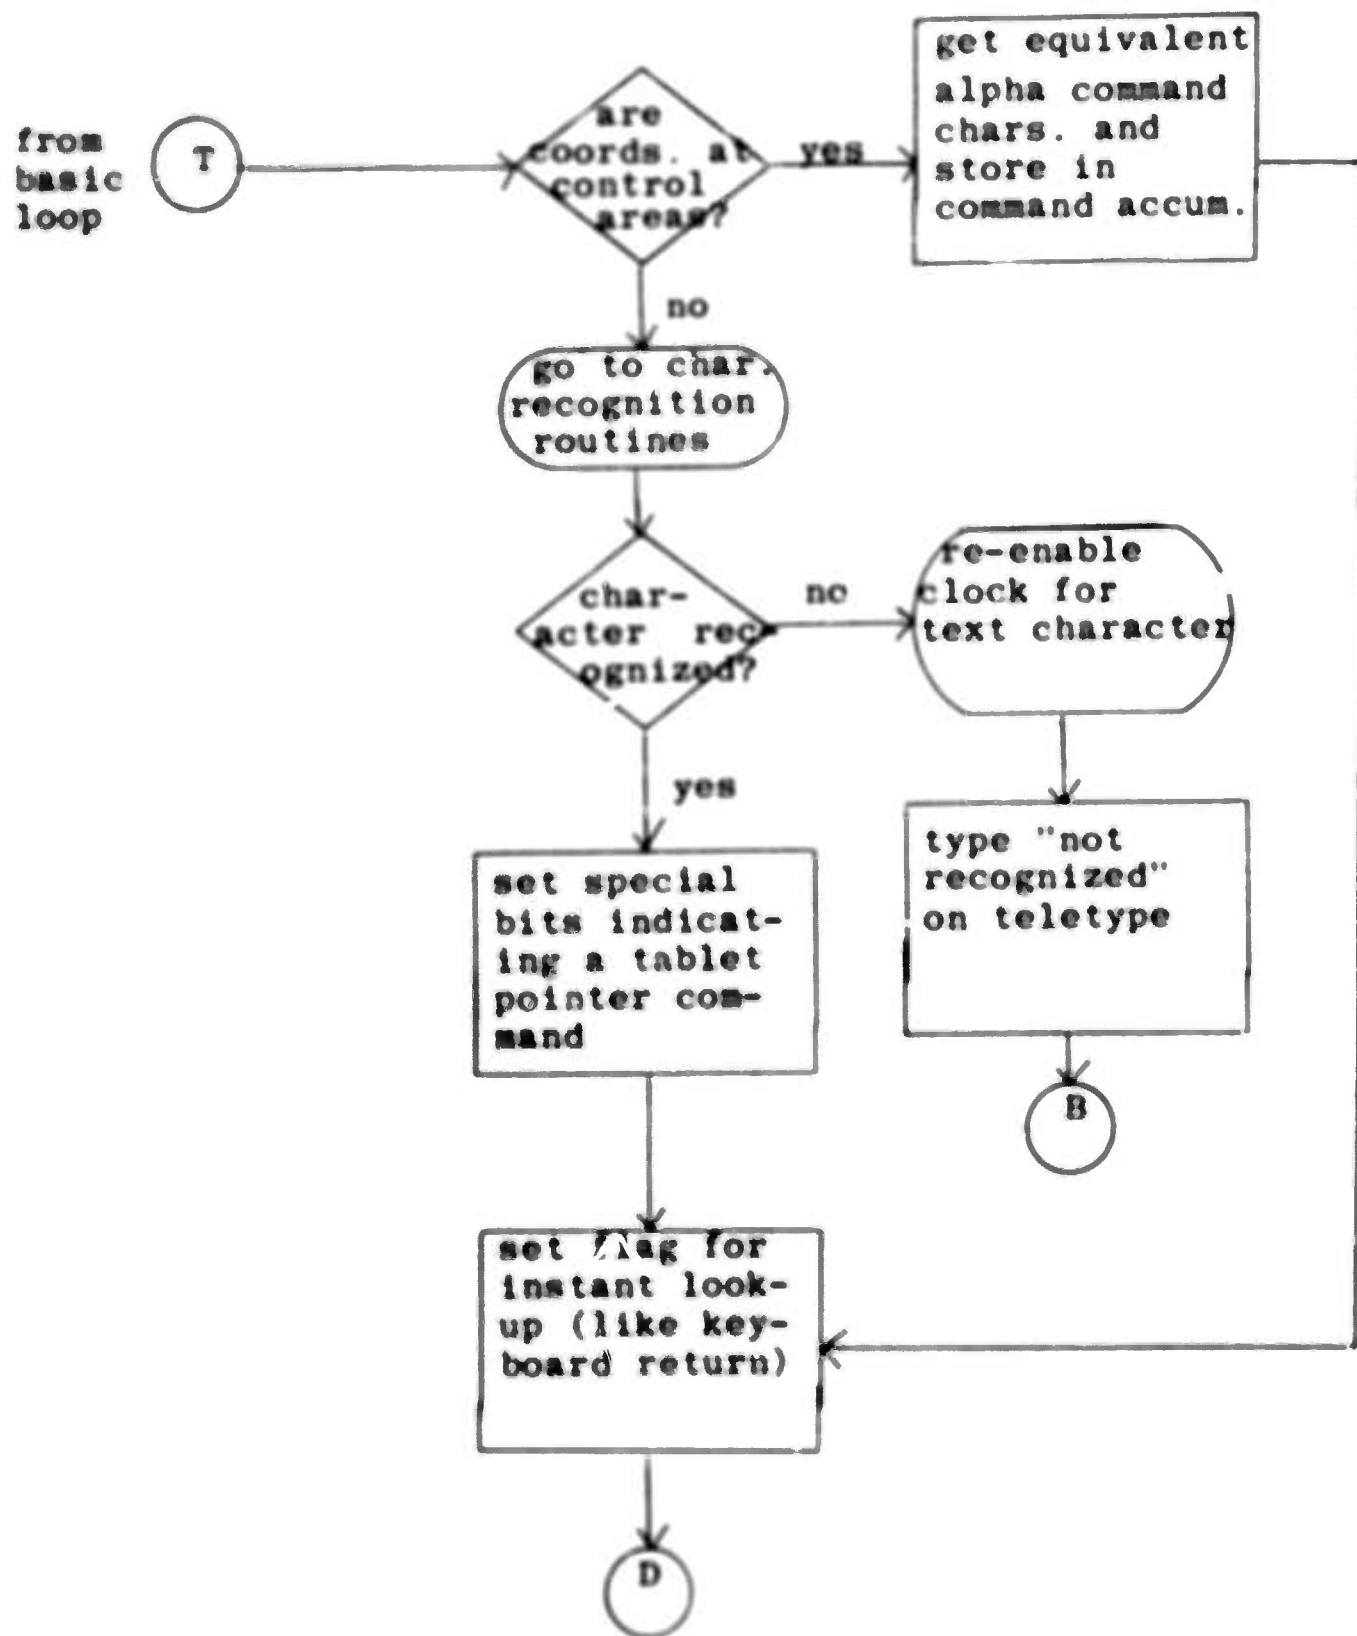 from
basic
loop
T
are
coords. at
control
areas?
yes
get equivalent
alpha command
chars. and
store in
command accum.
no
go to char.
recognition
routines
char-
acter rec-
ognized?
no
re-enable
clock for
text character
yes
type "not
recognized"
on teletype
set special
bits indicat-
ing a tablet
pointer com-
mand
B
set flag for
instant look-
up (like key-
board return)
D